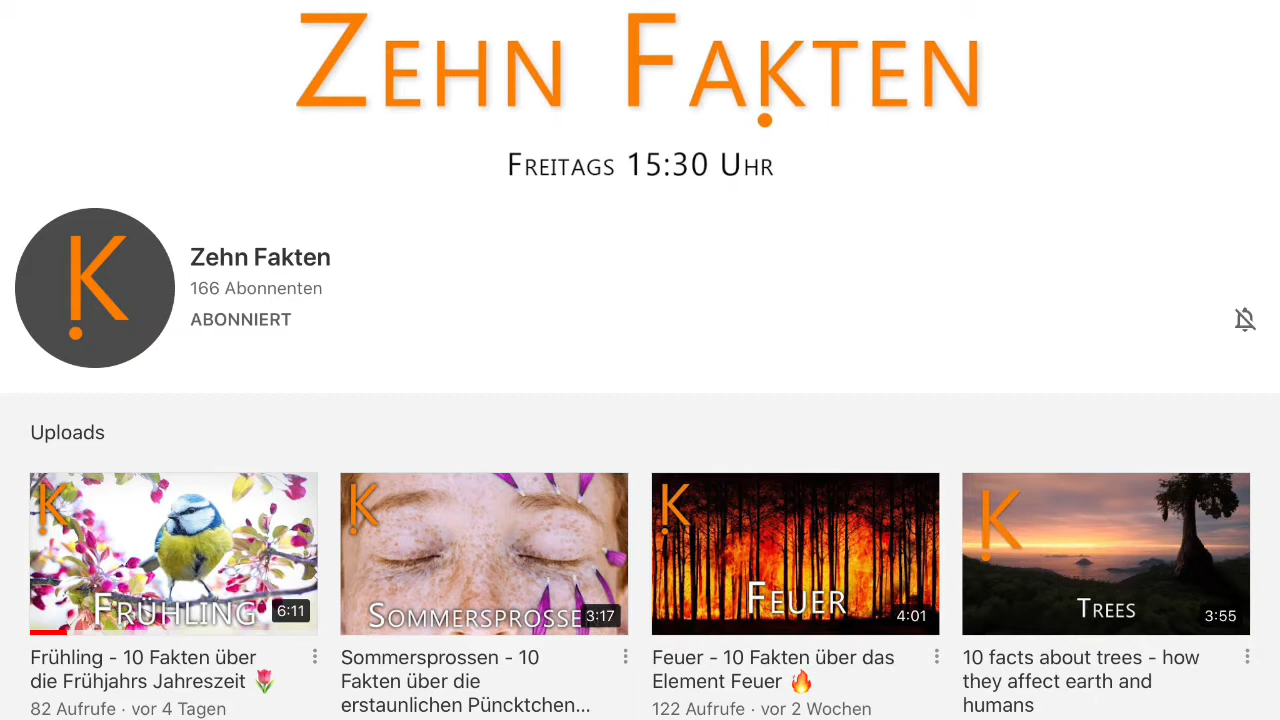 ZEHN FAKTEN
FREITAGS 15:30 UHR
K
Zehn Fakten
166 Abonnenten
ABONNIERT
Uploads
K
FRÜHLING
6:11
K
SOMMERSPROSSE
3:17
K
FEUER
4:01
K
TREES
3:55
Frühling - 10 Fakten über
die Frühjahrs Jahreszeit 🌷
82 Aufrufe · vor 4 Tagen
Sommersprossen - 10
Fakten über die
erstaunlichen Püncktchen...
Feuer - 10 Fakten über das
Element Feuer 🔥
122 Aufrufe · vor 2 Wochen
10 facts about trees - how
they affect earth and
humans